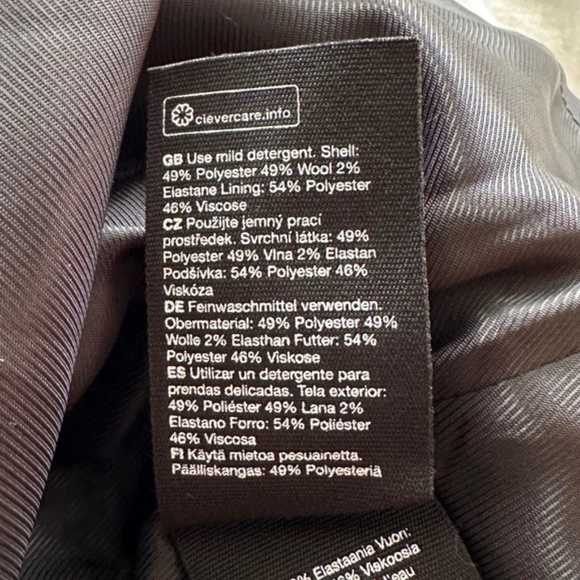 clevercare.info
GB Use mild detergent. Shell:
49% Polyester 49% Wool 2%
Elastane Lining: 54% Polyester
46% Viscose
CZ Použijte jemný prací
prostředek. Svrchní látka: 49%
Polyester 49% Vlna 2% Elastan
Podšívka: 54% Polyester 46%
Viskóza
DE Feinwaschmittel verwenden.
Obermaterial: 49% Polyester 49%
Wolle 2% Elasthan Futter: 54%
Polyester 46% Viskose
ES Utilizar un detergente para
prendas delicadas. Tela exterior:
49% Poliéster 49% Lana 2%
Elastano Forro: 54% Poliéster
46% Viscosa
FI Käytä mietoa pesuainetta.
Päälliskangas: 49% Polyesteriä
% Elastaania Vuori:
% Viskoosia
l'eau